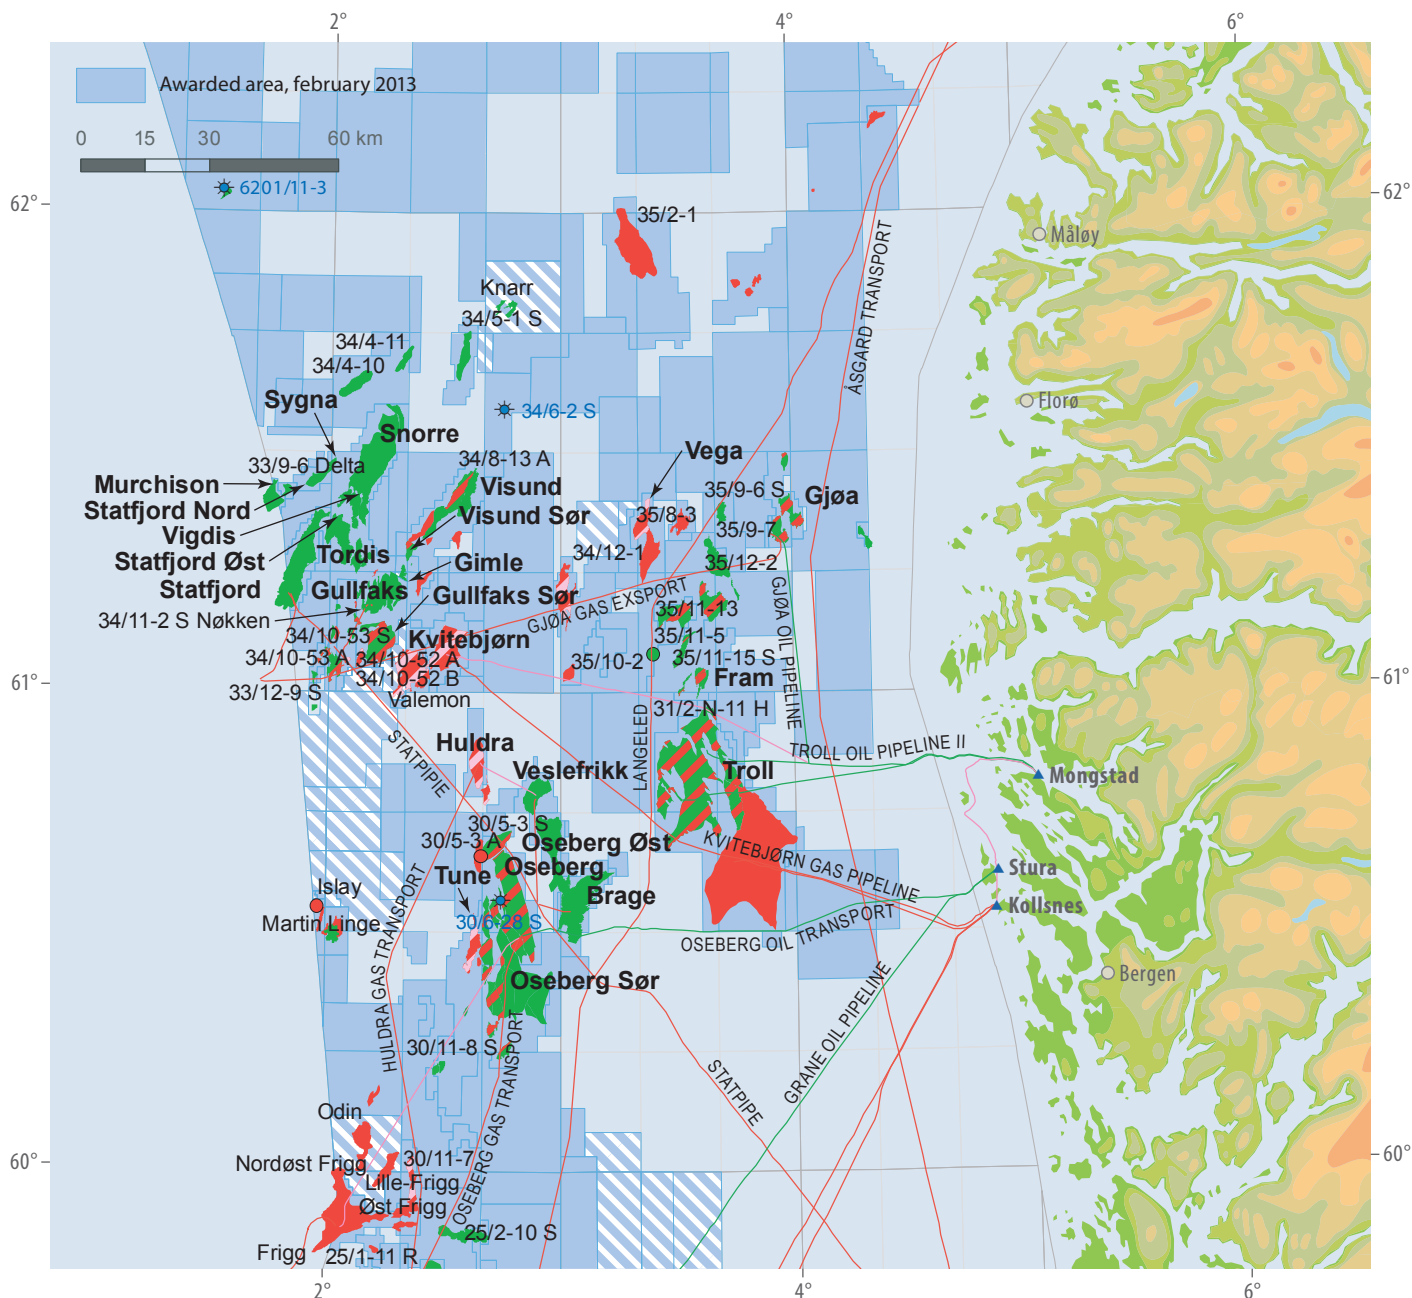 2°
4°
6°
Awarded area, february 2013
0
15
30
60 km
6201/11-3
62°
62°
35/2-1
Måløy
Knarr
34/5-1 S
ÅSGARD TRANSPORT
34/4-11
34/4-10
Sygna
34/6-2 S
Florø
Snorre
33/9-6 Delta
34/8-13 A
Vega
Murchison
Visund
35/9-6 S
Gjøa
Statfjord Nord
Visund Sør
35/8-3
Vigdis
35/9-7
Statfjord Øst
Tordis
34/12-1
Gimle
35/12-2
Statfjord
Gullfaks
Gullfaks Sør
34/11-2 S Nøkken
GJØA GAS EXSPORT
35/11-13
GJØA OIL PIPELINE
34/10-53 S
Kvitebjørn
35/11-5
34/10-53 A
34/10-52 A
35/10-2
35/11-15 S
61°
61°
34/10-52 B
Fram
33/12-9 S
Valemon
31/2-N-11 H
STATPIPE
Huldra
LANGELED
TROLL OIL PIPELINE II
Veslefrikk
Troll
Mongstad
30/5-3 S
30/5-3 A
Oseberg Øst
KVITEBJØRN GAS PIPELINE
Oseberg
Stura
Tune
Islay
Brage
Kollsnes
Martin Linge
30/6-28 S
OSEBERG OIL TRANSPORT
HULDRA GAS TRANSPORT
Oseberg Sør
Bergen
30/11-8 S
GRANE OIL PIPELINE
STATPIPE
OSEBERG GAS TRANSPORT
Odin
60°
60°
Nordøst Frigg
30/11-7
Lille-Frigg
Øst Frigg
25/2-10 S
Frigg
25/1-11 R
2°
4°
6°